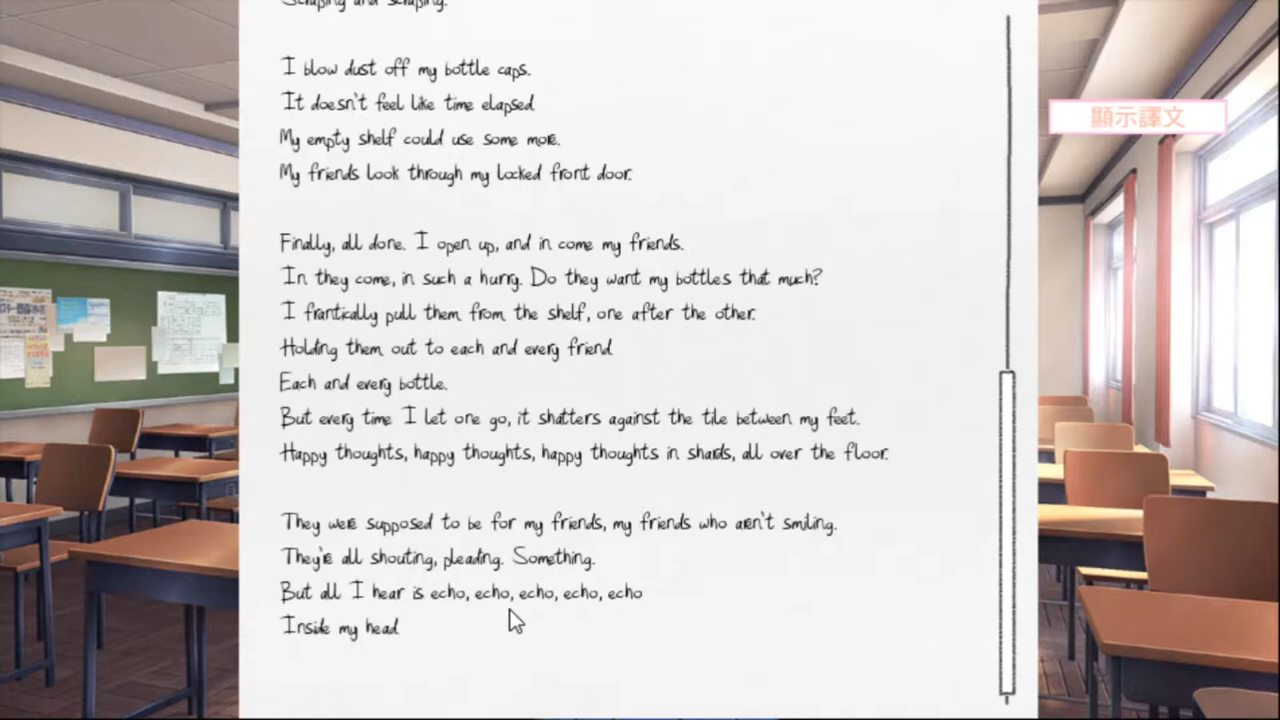 Scraping and scraping.
I blow dust off my bottle caps.
It doesn't feel like time elapsed.
My empty shelf could use some more.
My friends look through my locked front door.
Finally, all done. I open up, and in come my friends.
In they come, in such a hurry. Do they want my bottles that much?
I frantically pull them from the shelf, one after the other.
Holding them out to each and every friend.
Each and every bottle.
But every time I let one go, it shatters against the tile between my feet.
Happy thoughts, happy thoughts, happy thoughts in shards, all over the floor.
They were supposed to be for my friends, my friends who aren't smiling.
They're all shouting, pleading. Something.
But all I hear is echo, echo, echo, echo, echo
Inside my head.
顯示譯文